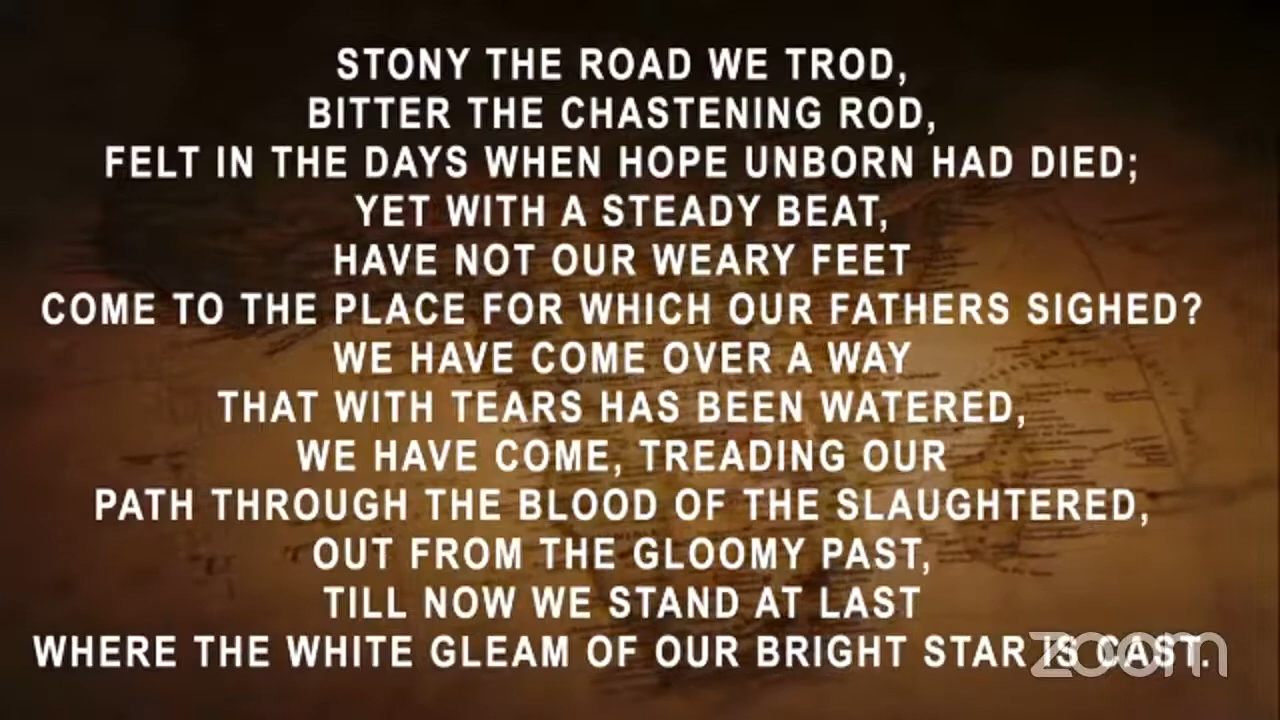 STONY THE ROAD WE TROD,
BITTER THE CHASTENING ROD,
FELT IN THE DAYS WHEN HOPE UNBORN HAD DIED;
YET WITH A STEADY BEAT,
HAVE NOT OUR WEARY FEET
COME TO THE PLACE FOR WHICH OUR FATHERS SIGHED?
WE HAVE COME OVER A WAY
THAT WITH TEARS HAS BEEN WATERED,
WE HAVE COME, TREADING OUR
PATH THROUGH THE BLOOD OF THE SLAUGHTERED,
OUT FROM THE GLOOMY PAST,
TILL NOW WE STAND AT LAST
WHERE THE WHITE GLEAM OF OUR BRIGHT STAR IS CAST.
zoom